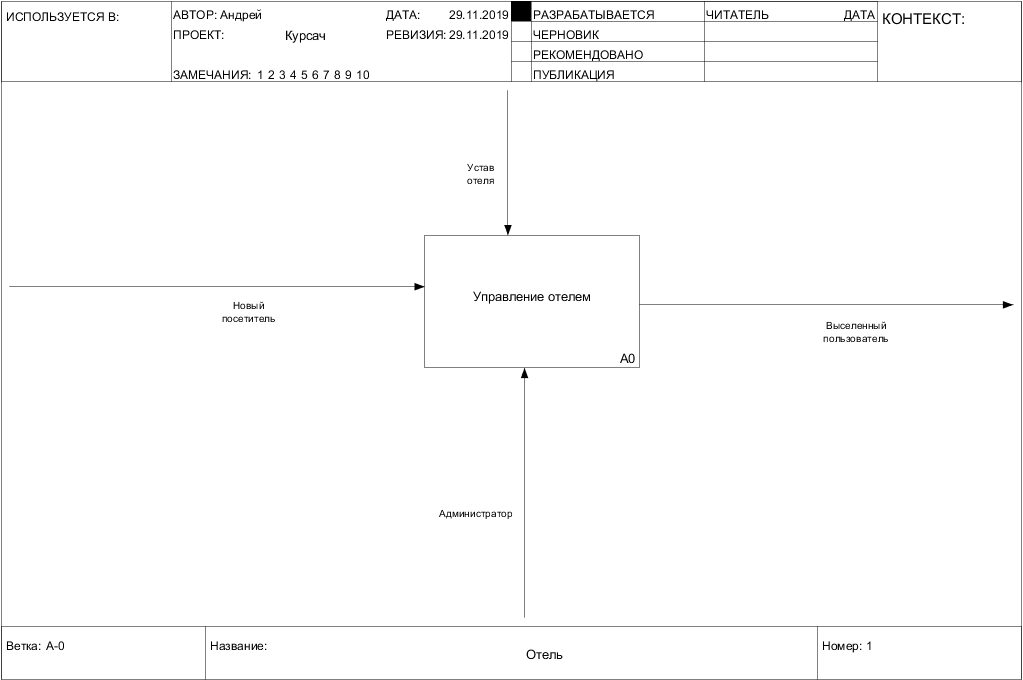 ИСПОЛЬЗУЕТСЯ В:
АВТОР: Андрей
ДАТА: 29.11.2019
ПРОЕКТ: Курсач
РЕВИЗИЯ: 29.11.2019
ЗАМЕЧАНИЯ: 1 2 3 4 5 6 7 8 9 10
РАЗРАБАТЫВАЕТСЯ
ЧЕРНОВИК
РЕКОМЕНДОВАНО
ПУБЛИКАЦИЯ
ЧИТАТЕЛЬ ДАТА
КОНТЕКСТ:
Устав
отеля
Новый
посетитель
Управление отелем
A0
Выселенный
пользователь
Администратор
Ветка: A-0
Название:
Отель
Номер: 1